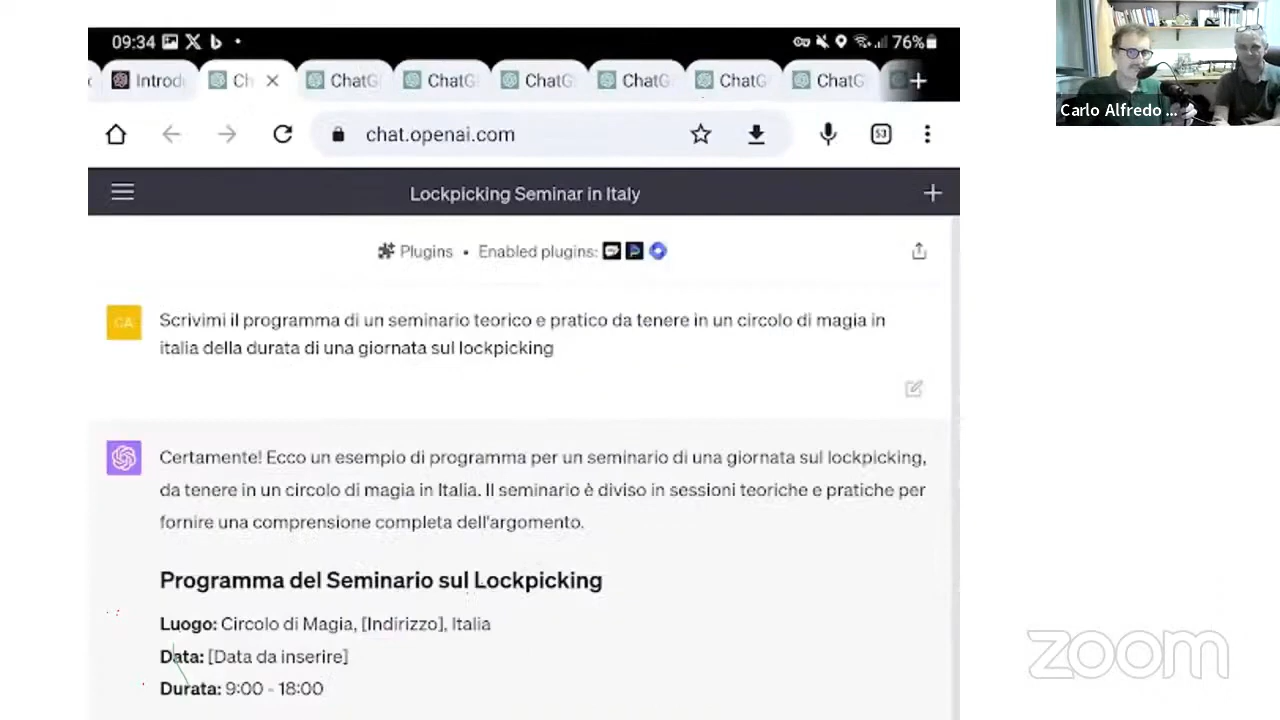 09:34
76%
Introd
Ch
ChatG
ChatG
ChatG
ChatG
ChatG
ChatG
chat.openai.com
53
Lockpicking Seminar in Italy
Plugins • Enabled plugins:
CA
Scrivimi il programma di un seminario teorico e pratico da tenere in un circolo di magia in
italia della durata di una giornata sul lockpicking
Certamente! Ecco un esempio di programma per un seminario di una giornata sul lockpicking,
da tenere in un circolo di magia in Italia. Il seminario è diviso in sessioni teoriche e pratiche per
fornire una comprensione completa dell'argomento.
Programma del Seminario sul Lockpicking
Luogo: Circolo di Magia, [Indirizzo], Italia
Data: [Data da inserire]
Durata: 9:00 - 18:00
Carlo Alfredo ...
zoom